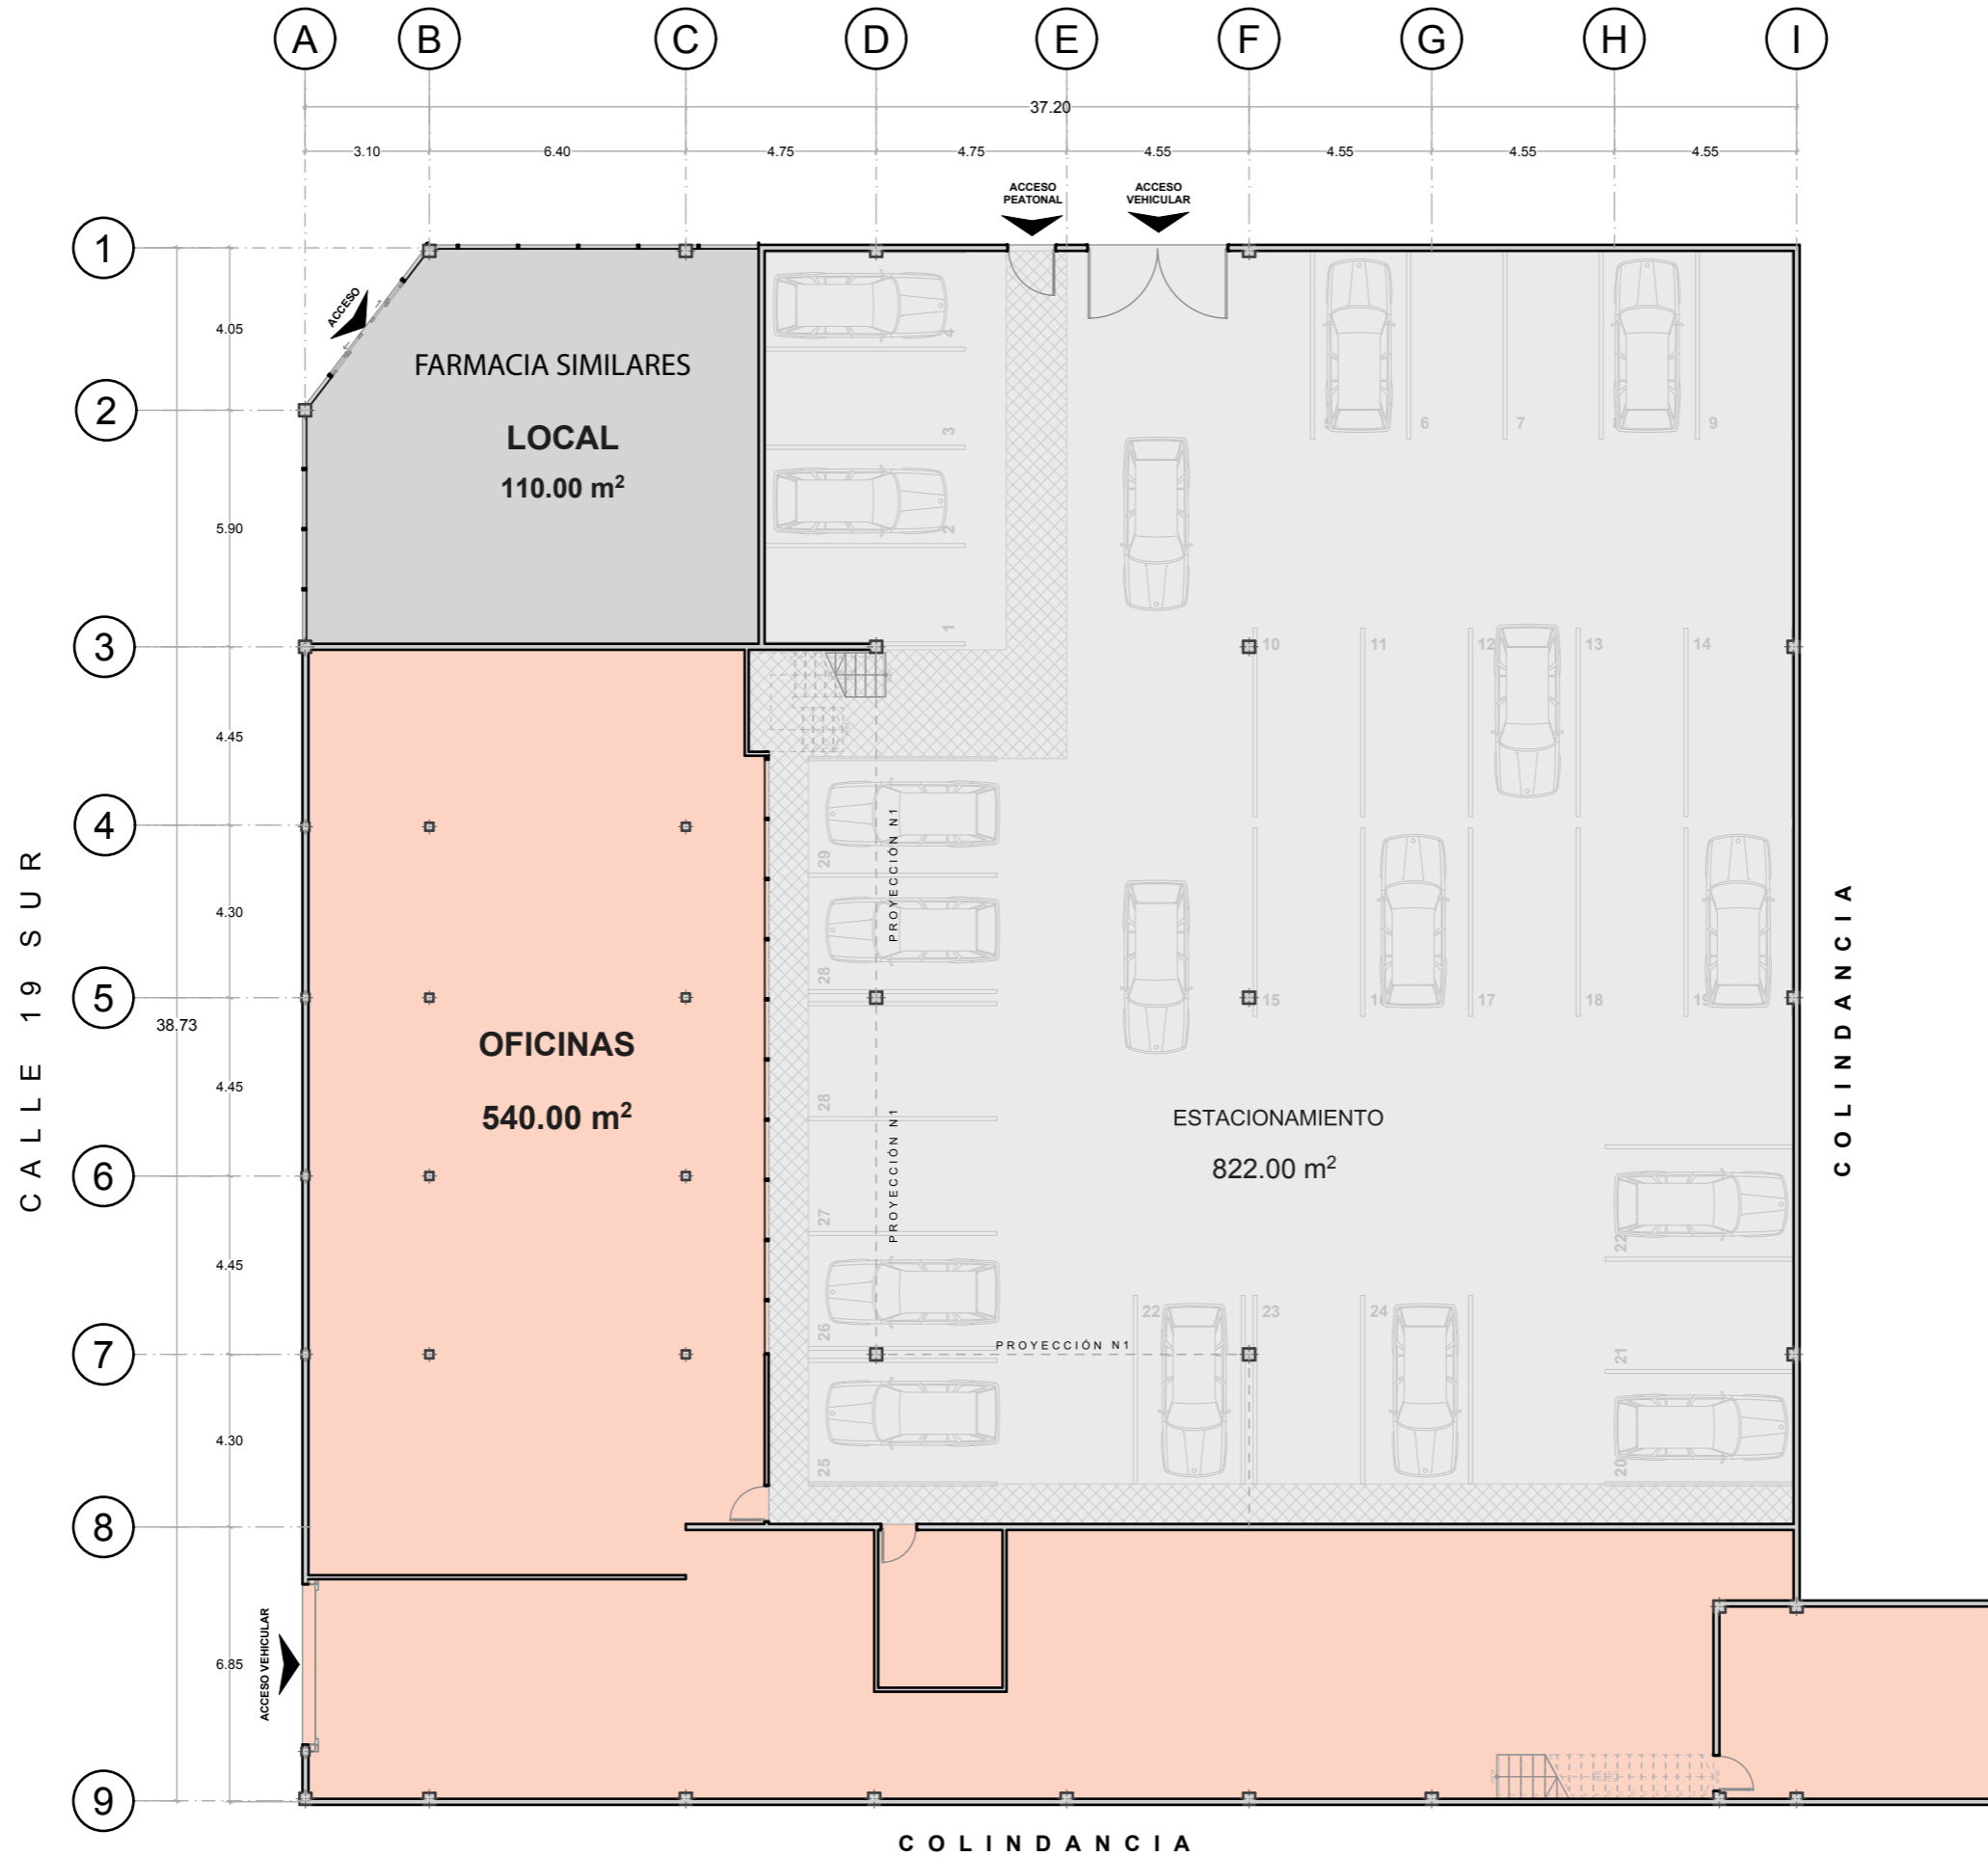 A B C D E F G H I
37.20
3.10 6.40 4.75 4.75 4.55 4.55 4.55 4.55
ACCESO
PEATONAL
ACCESO
VEHICULAR
1
ACCESO
4.05
FARMACIA SIMILARES
2
LOCAL
110.00 m²
5.90
4
3
2
1
6
7
9
3
10
11
12
13
14
4.45
4
29
PROYECCIÓN N1
4.30
28
5
15
17
18
38.73
CALLE 19 SUR
COLINDANCIA
OFICINAS
540.00 m²
4.45
28
PROYECCIÓN N1
ESTACIONAMIENTO
822.00 m²
6
27
22
4.45
26
22
23
24
PROYECCIÓN N1
7
21
4.30
25
20
8
ACCESO VEHICULAR
6.85
9
COLINDANCIA